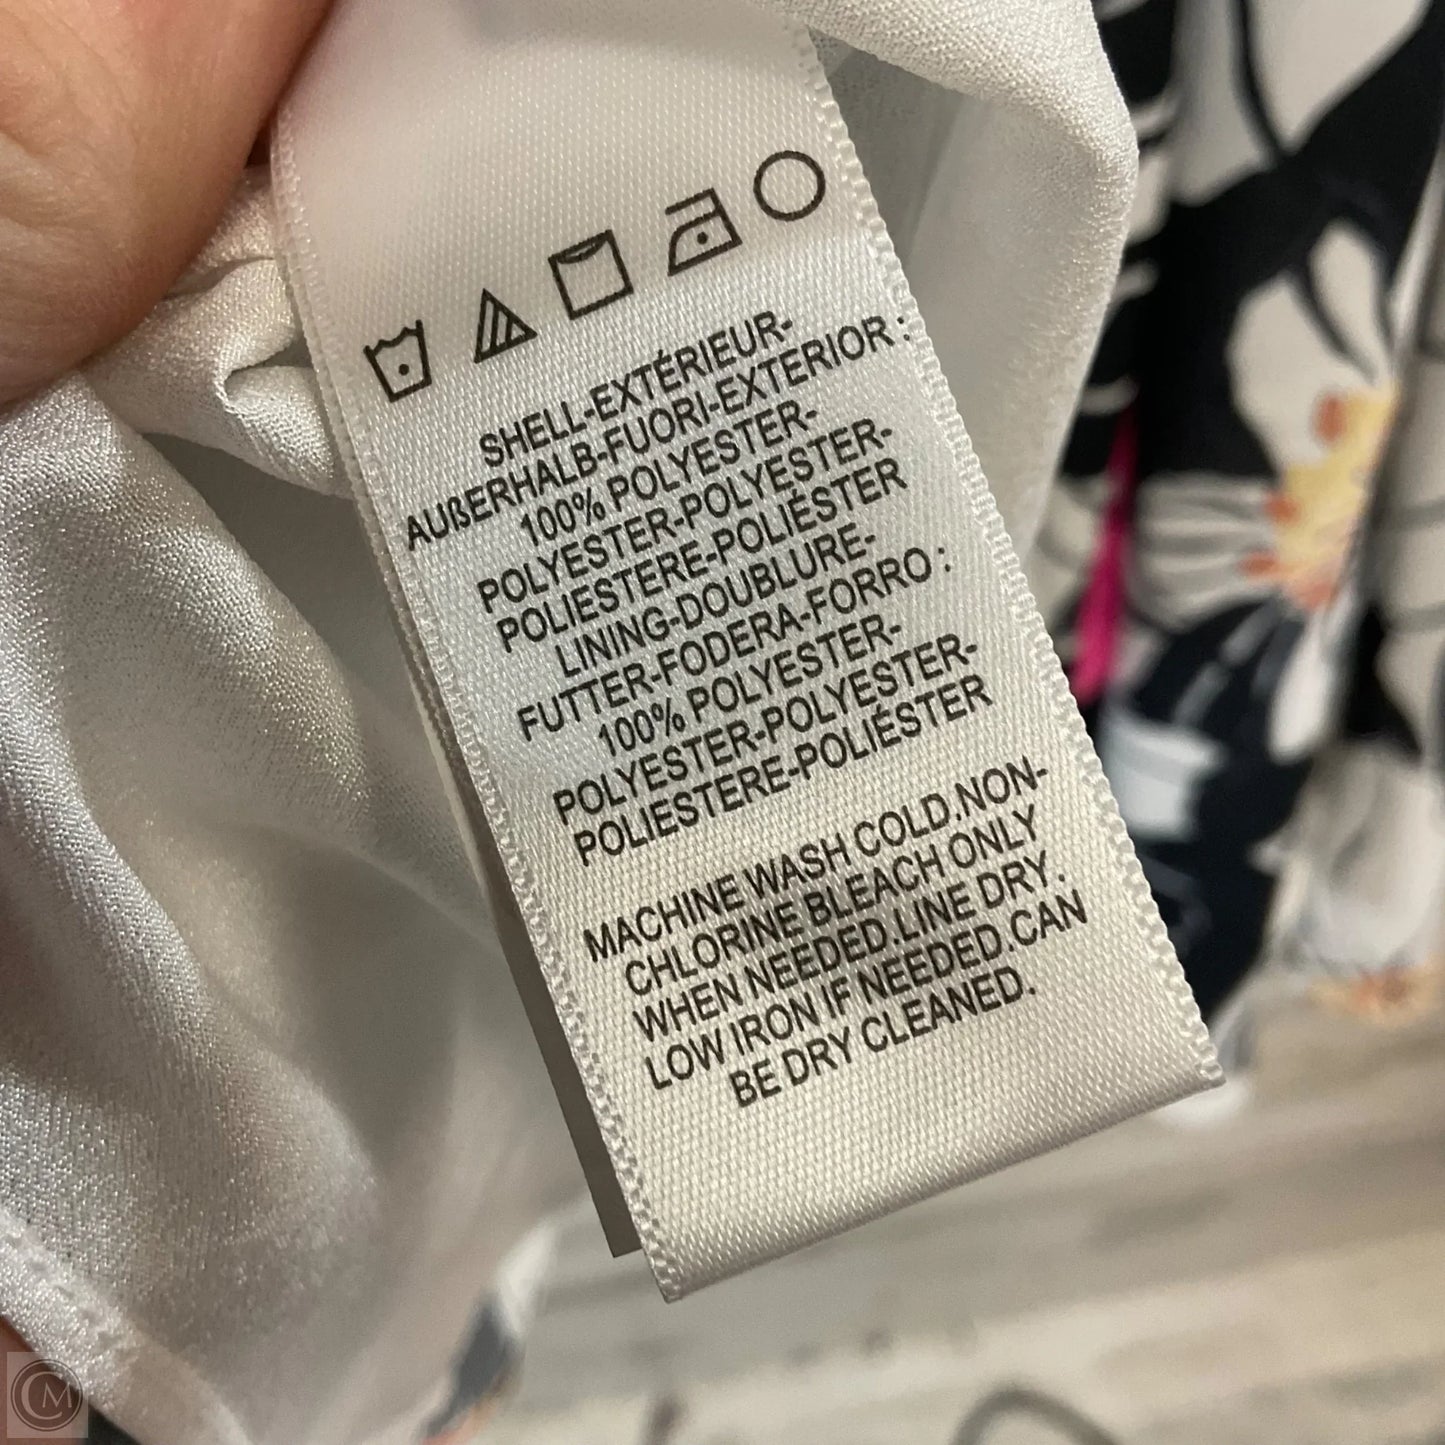 SHELL-EXTÉRIEUR-
AUßERHALB-FUORI-EXTERIOR :
100% POLYESTER-
POLYESTER-POLYESTER-
POLIESTERE-POLIÉSTER
LINING-DOUBLURE-
FUTTER-FODERA-FORRO :
100% POLYESTER-
POLYESTER-POLYESTER-
POLIESTERE-POLIÉSTER
MACHINE WASH COLD.NON-
CHLORINE BLEACH ONLY
WHEN NEEDED.LINE DRY.
LOW IRON IF NEEDED.CAN
BE DRY CLEANED.
CM